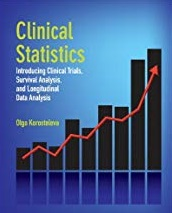 Clinical
Statistics
Introducing Clinical Trials,
Survival Analysis,
and Longitudinal
Data Analysis
Olga Korosteleva